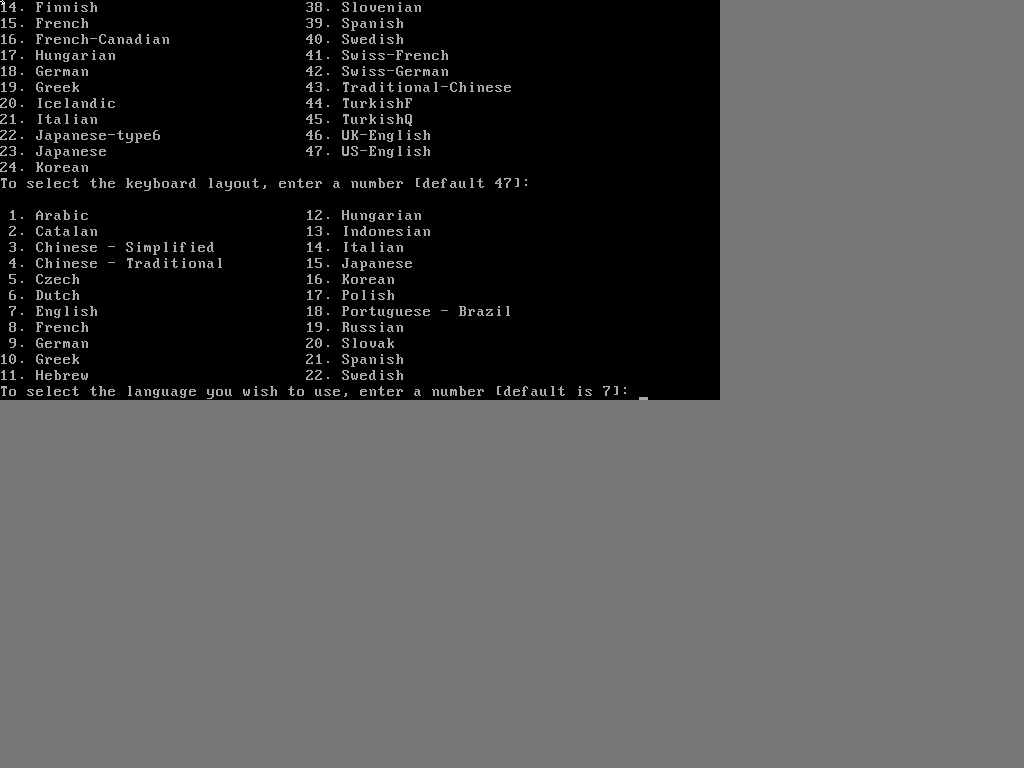 14. Finnish 38. Slovenian
15. French 39. Spanish
16. French-Canadian 40. Swedish
17. Hungarian 41. Swiss-French
18. German 42. Swiss-German
19. Greek 43. Traditional-Chinese
20. Icelandic 44. TurkishF
21. Italian 45. TurkishQ
22. Japanese-type6 46. UK-English
23. Japanese 47. US-English
24. Korean
To select the keyboard layout, enter a number [default 47]:
1. Arabic 12. Hungarian
2. Catalan 13. Indonesian
3. Chinese - Simplified 14. Italian
4. Chinese - Traditional 15. Japanese
5. Czech 16. Korean
6. Dutch 17. Polish
7. English 18. Portuguese - Brazil
8. French 19. Russian
9. German 20. Slovak
10. Greek 21. Spanish
11. Hebrew 22. Swedish
To select the language you wish to use, enter a number [default is 7]: _